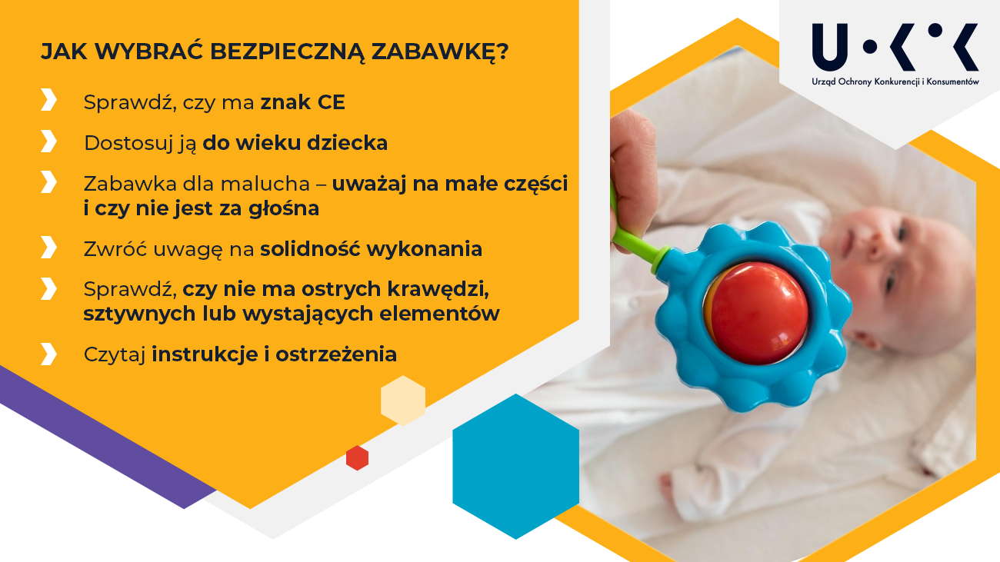 JAK WYBRAĆ BEZPIECZNĄ ZABAWKĘ?
Sprawdź, czy ma znak CE
Dostosuj ją do wieku dziecka
Zabawka dla malucha – uważaj na małe części
i czy nie jest za głośna
Zwróć uwagę na solidność wykonania
Sprawdź, czy nie ma ostrych krawędzi,
sztywnych lub wystających elementów
Czytaj instrukcje i ostrzeżenia
UOKiK
Urząd Ochrony Konkurencji i Konsumentów